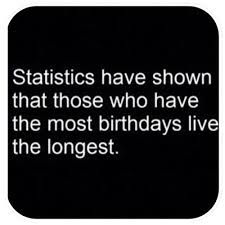 Statistics have shown
that those who have
the most birthdays live
the longest.